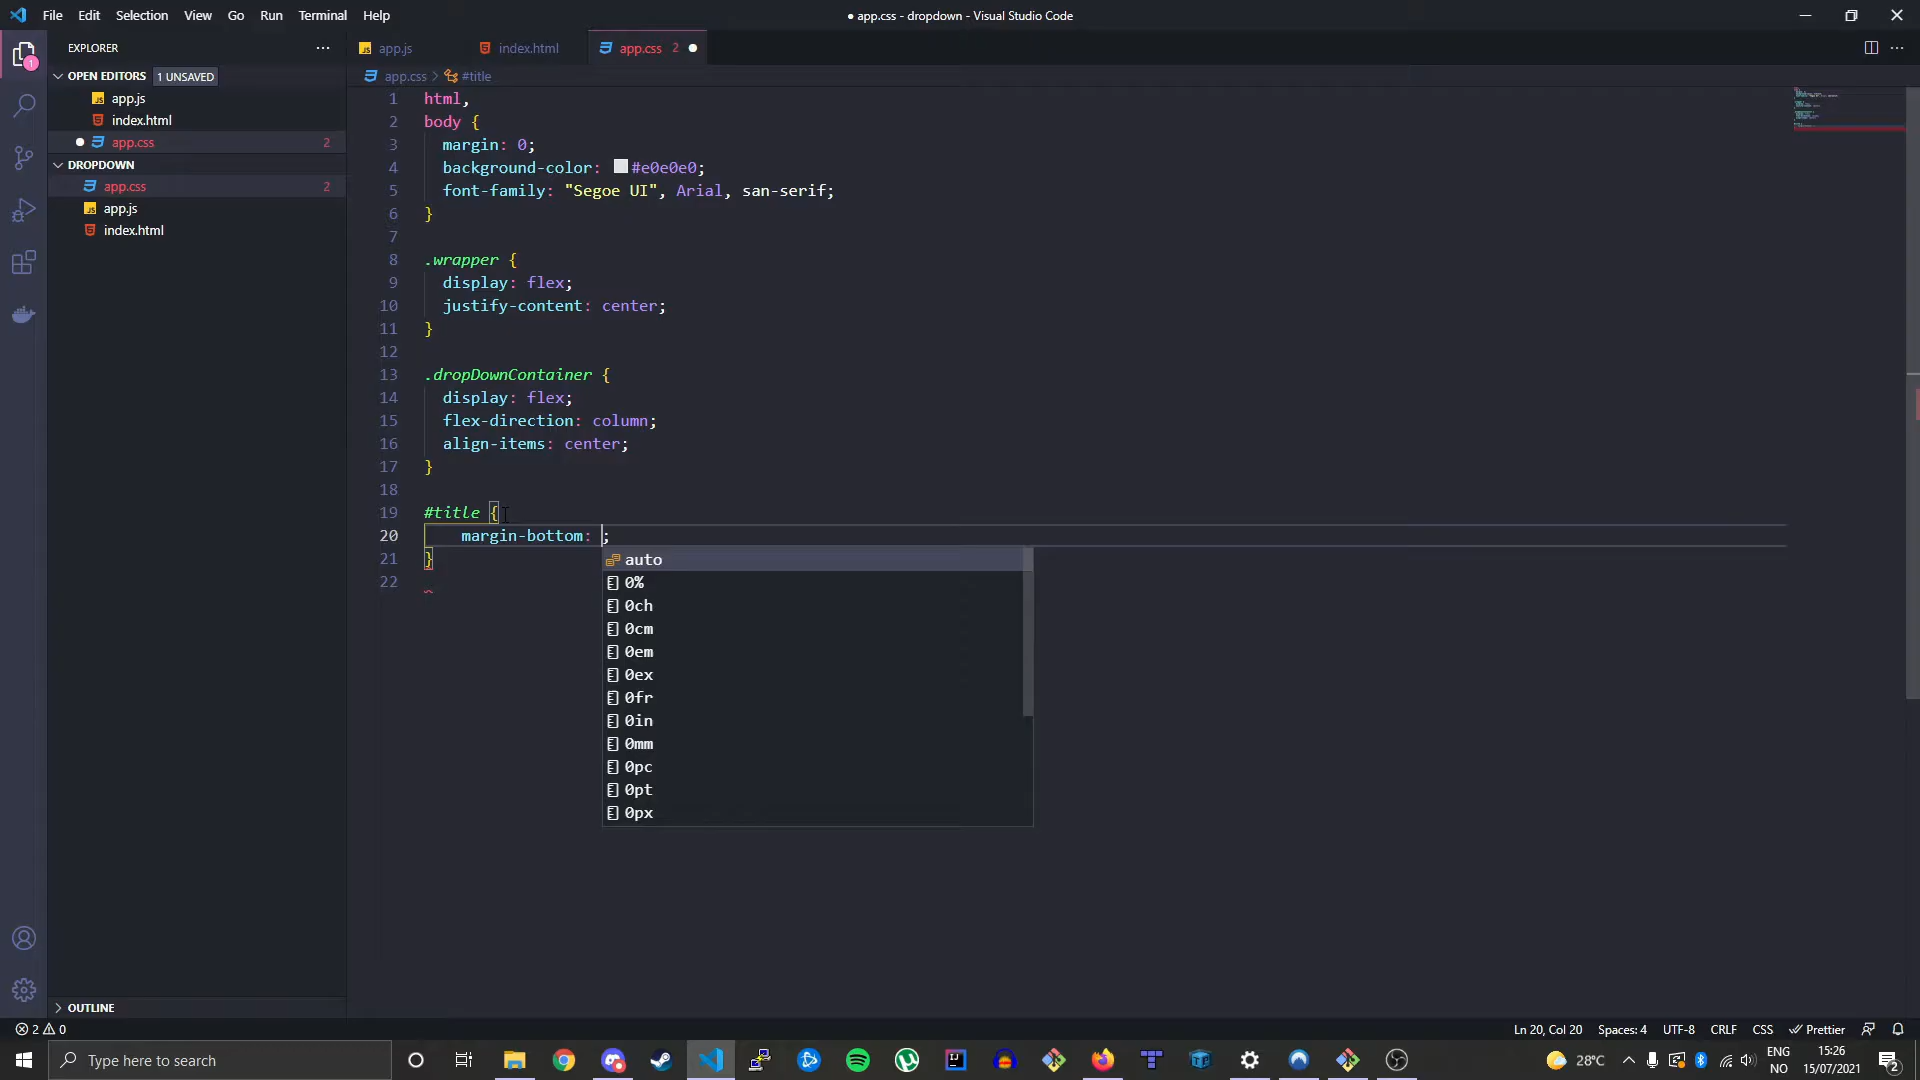 File Edit Selection View Go Run Terminal Help
● app.css - dropdown - Visual Studio Code
EXPLORER
1
OPEN EDITORS 1 UNSAVED
app.js
index.html
app.css 2
DROPDOWN
app.css 2
app.js
index.html
OUTLINE
app.js index.html app.css 2
app.css > #title
1 html,
2 body {
3 margin: 0;
4 background-color: #e0e0e0;
5 font-family: "Segoe UI", Arial, san-serif;
6 }
7
8 .wrapper {
9 display: flex;
10 justify-content: center;
11 }
12
13 .dropDownContainer {
14 display: flex;
15 flex-direction: column;
16 align-items: center;
17 }
18
19 #title {
20 margin-bottom: ;
21 }
22
auto
0%
0ch
0cm
0em
0ex
0fr
0in
0mm
0pc
0pt
0px
2 0
Ln 20, Col 20 Spaces: 4 UTF-8 CRLF CSS Prettier
Type here to search
28°C
ENG
NO
15:26
15/07/2021
2